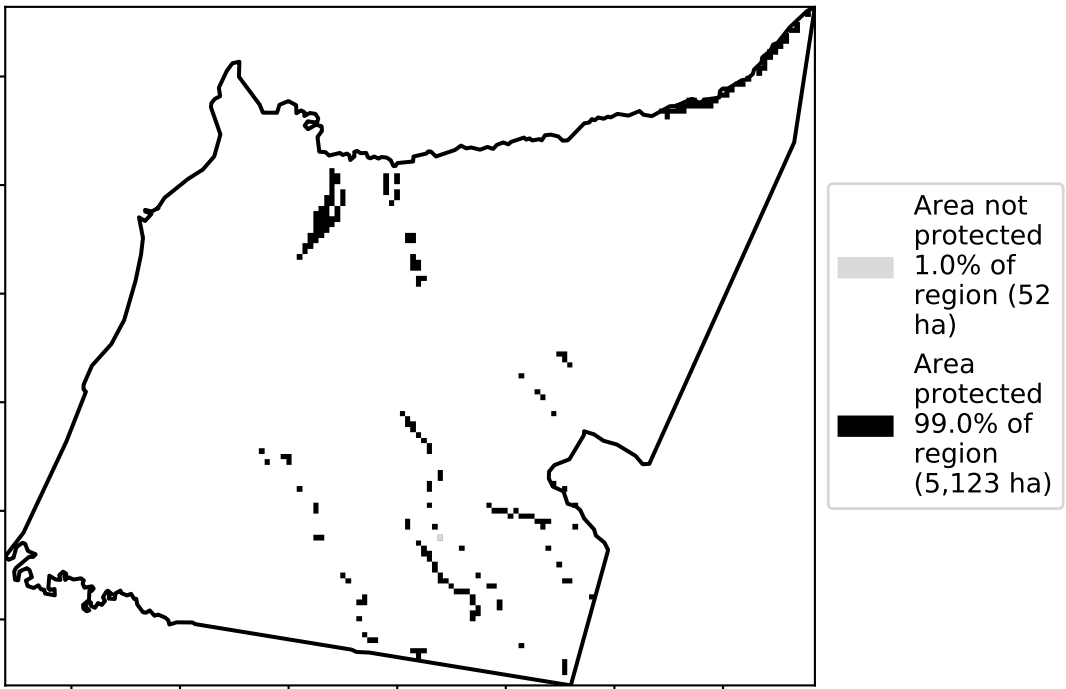 Area not
protected
1.0% of
region (52
ha)
Area
protected
99.0% of
region
(5,123 ha)